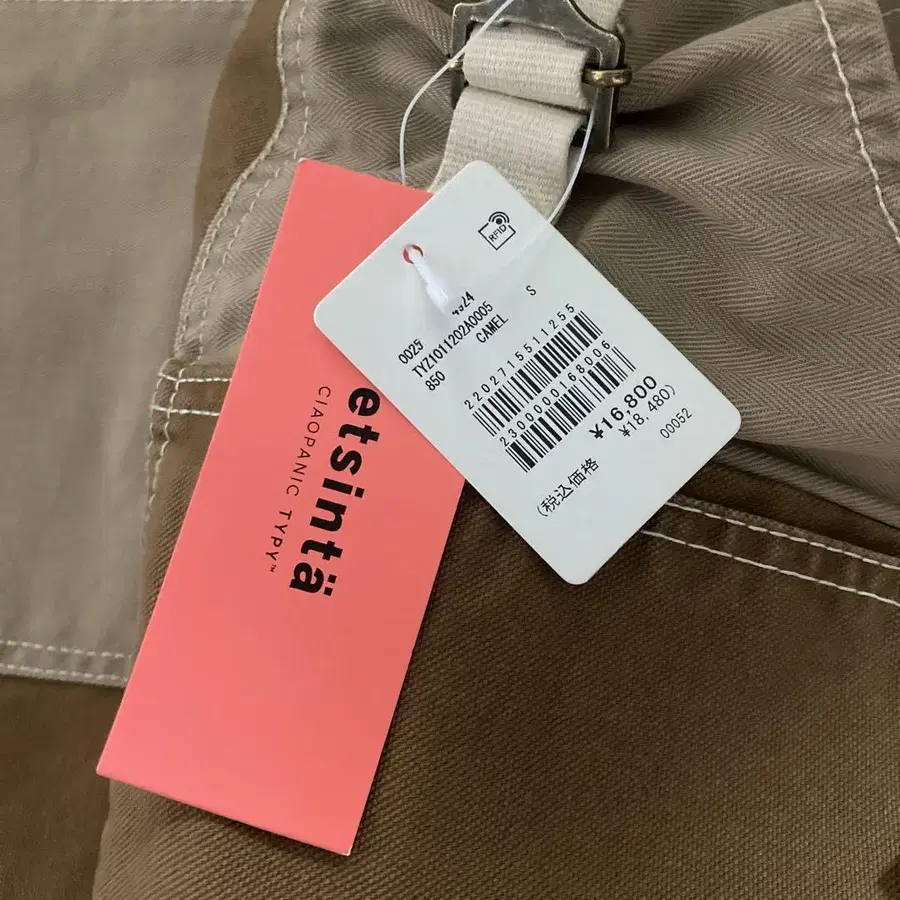 etsintä
CIAOPANIC TYPY™
RFID
0025
TYZ1011202A0005
850 CAMEL S
2202715511255
2300000168006
¥16,800
(税込価格 ¥18,480)
00052